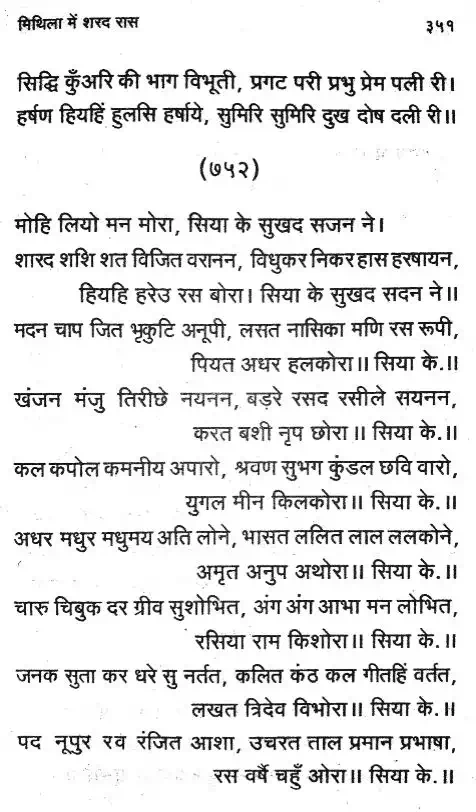 मिथिला में शरद रास ३५१
सिद्धि कुँअरि की भाग विभूती, प्रगट परी प्रभु प्रेम पली री।
हर्षण हियहिं हुलसि हर्षाये, सुमिरि सुमिरि दुख दोष दली री॥
(७५२)
मोहि लियो मन मोरा, सिया के सुखद सजन ने।
शारद शशि शत विजित वरानन, विधुकर निकर हास हरषायन,
हियहि हरेउ रस बोरा। सिया के सुखद सदन ने॥
मदन चाप जित भृकुटि अनूपी, लसत नासिका मणि रस रूपी,
पियत अधर हलकोरा॥ सिया के.॥
खंजन मंजु तिरीछे नयनन, बड़रे रसद रसीले सयनन,
करत बशी नृप छोरा॥ सिया के.॥
कल कपोल कमनीय अपारो, श्रवण सुभग कुंडल छवि वारो,
युगल मीन किलकोरा॥ सिया के.॥
अधर मधुर मधुमय अति लोने, भासत ललित लाल ललकोने,
अमृत अनुप अथोरा॥ सिया के.॥
चारु चिबुक दर ग्रीव सुशोभित, अंग अंग आभा मन लोभित,
रसिया राम किशोरा॥ सिया के.॥
जनक सुता कर धरे सु नर्तत, कलित कंठ कल गीतहिं वर्तत,
लखत त्रिदेव विभोरा॥ सिया के.॥
पद नूपुर रव रंजित आशा, उचरत ताल प्रमान प्रभाषा,
रस वर्षै चहुँ ओरा॥ सिया के.॥